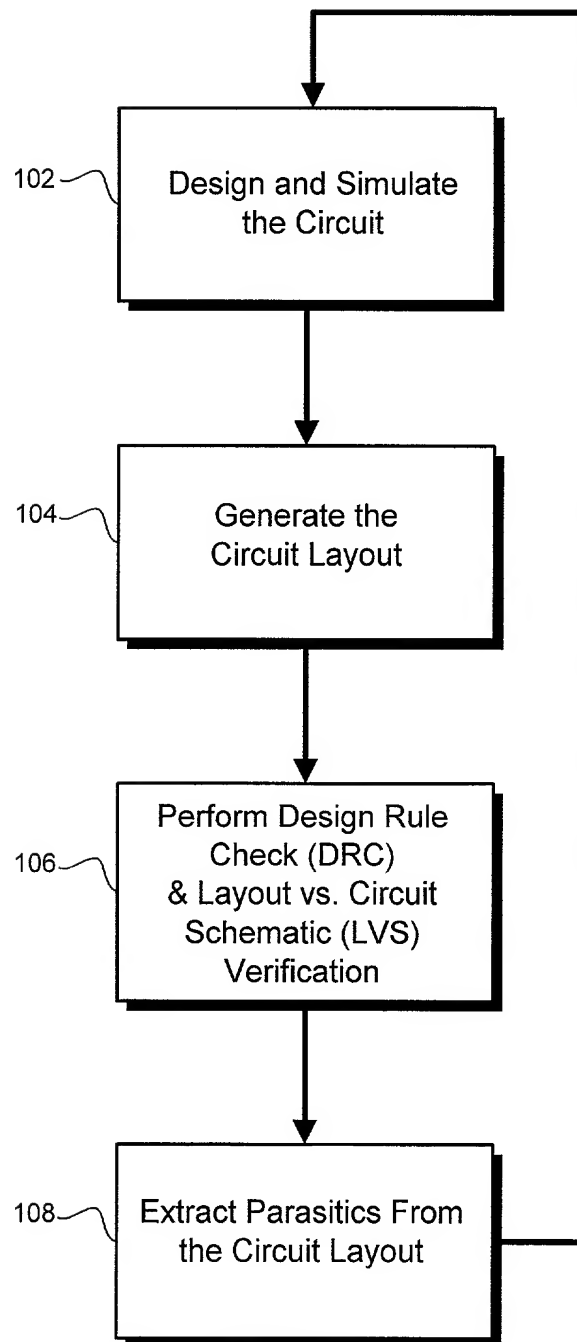 102
Design and Simulate
the Circuit
104
Generate the
Circuit Layout
106
Perform Design Rule
Check (DRC)
& Layout vs. Circuit
Schematic (LVS)
Verification
108
Extract Parasitics From
the Circuit Layout